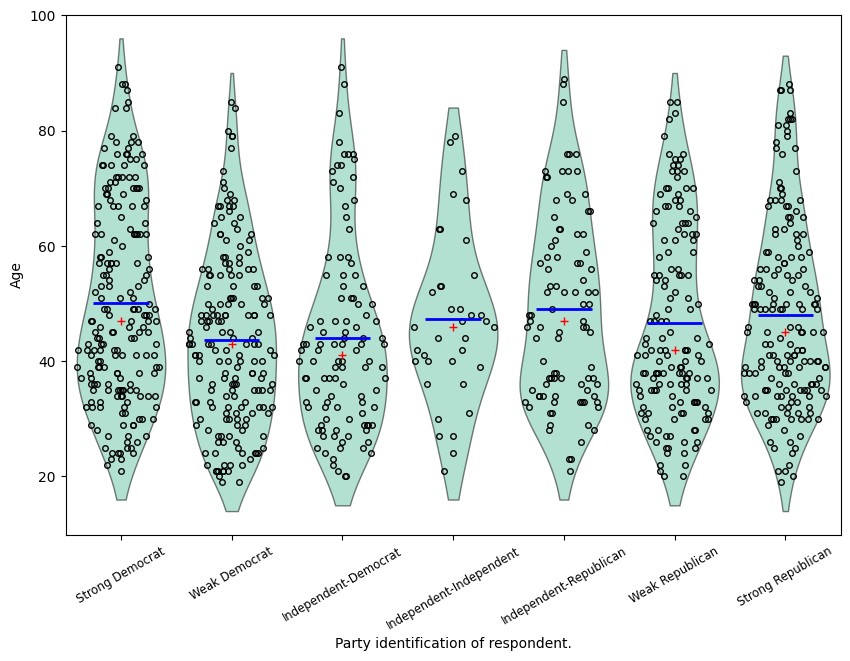 100
80
60
40
20
Age
Strong Democrat
Weak Democrat
Independent-Democrat
Independent-Independent
Independent-Republican
Weak Republican
Strong Republican
Party identification of respondent.